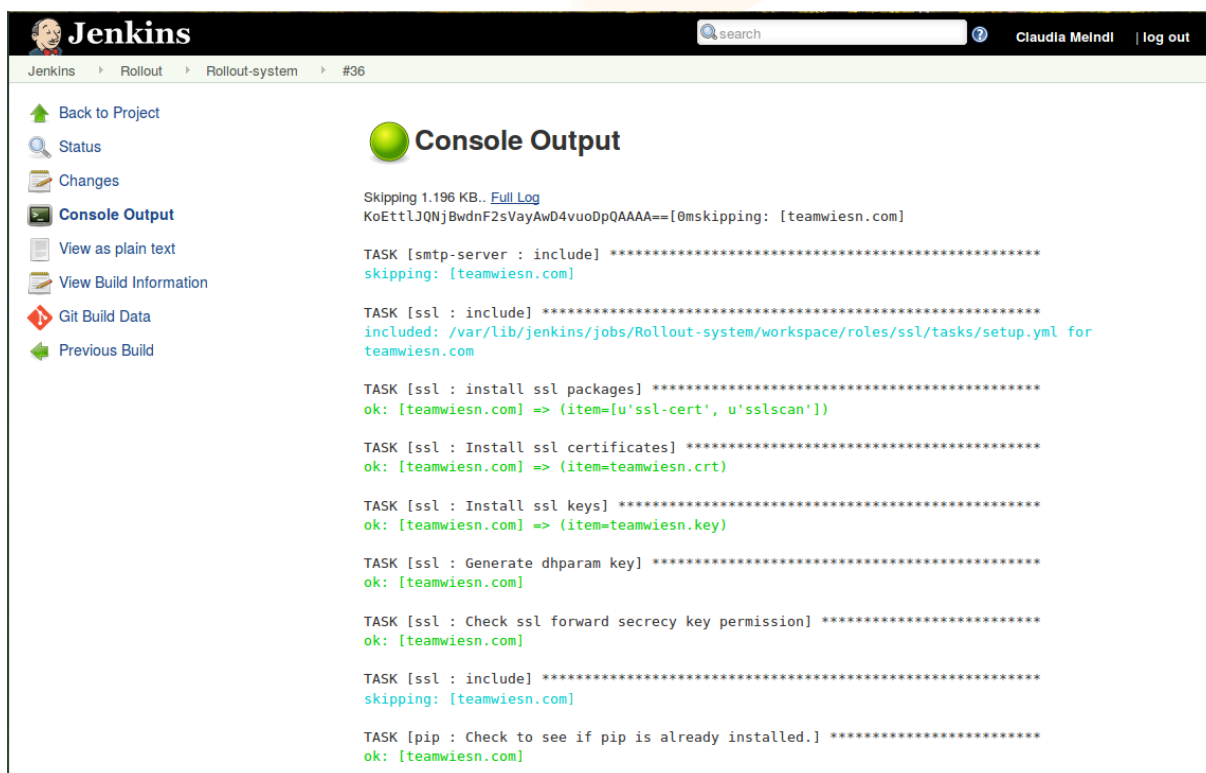 Jenkins
search
Claudia Meindl | log out
Jenkins Rollout Rollout-system #36
Back to Project
Status
Changes
Console Output
View as plain text
View Build Information
Git Build Data
Previous Build
Console Output
Skipping 1.196 KB.. Full Log
KoEttlJQNjBwdnF2sVayAwD4vuoDpQAAAA==[0mskipping: [teamwiesn.com]
TASK [smtp-server : include] ***************************************************
skipping: [teamwiesn.com]
TASK [ssl : include] ***********************************************************
included: /var/lib/jenkins/jobs/Rollout-system/workspace/roles/ssl/tasks/setup.yml for
teamwiesn.com
TASK [ssl : install ssl packages] **********************************************
ok: [teamwiesn.com] => (item=[u'ssl-cert', u'sslscan'])
TASK [ssl : Install ssl certificates] ******************************************
ok: [teamwiesn.com] => (item=teamwiesn.crt)
TASK [ssl : Install ssl keys] **************************************************
ok: [teamwiesn.com] => (item=teamwiesn.key)
TASK [ssl : Generate dhparam key] **********************************************
ok: [teamwiesn.com]
TASK [ssl : Check ssl forward secrecy key permission] **************************
ok: [teamwiesn.com]
TASK [ssl : include] ***********************************************************
skipping: [teamwiesn.com]
TASK [pip : Check to see if pip is already installed.] *************************
ok: [teamwiesn.com]